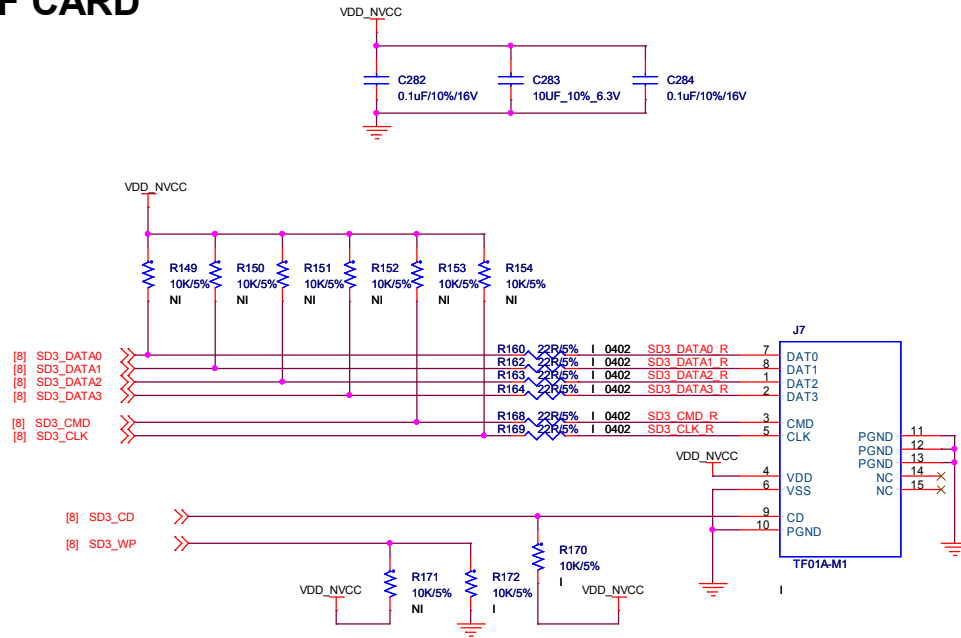 F CARD
VDD_NVCC
C282
0.1uF/10%/16V
C283
10UF_10%_6.3V
C284
0.1uF/10%/16V
VDD_NVCC
R149
10K/5%
NI
R150
10K/5%
NI
R151
10K/5%
NI
R152
10K/5%
NI
R153
10K/5%
NI
R154
10K/5%
NI
J7
[8] SD3_DATA0 R160 22R/5% I 0402 SD3_DATA0_R 7 DAT0
[8] SD3_DATA1 R162 22R/5% I 0402 SD3_DATA1_R 8 DAT1
[8] SD3_DATA2 R163 22R/5% I 0402 SD3_DATA2_R 1 DAT2
[8] SD3_DATA3 R164 22R/5% I 0402 SD3_DATA3_R 2 DAT3
[8] SD3_CMD R168 22R/5% I 0402 SD3_CMD_R 3 CMD
[8] SD3_CLK R169 22R/5% I 0402 SD3_CLK_R 5 CLK
PGND 11
PGND 12
PGND 13
NC 14
NC 15
VDD_NVCC
4 VDD
6 VSS
[8] SD3_CD 9 CD
10 PGND
[8] SD3_WP
R170
10K/5%
I
TF01A-M1
I
VDD_NVCC
R171
10K/5%
NI
R172
10K/5%
I
VDD_NVCC